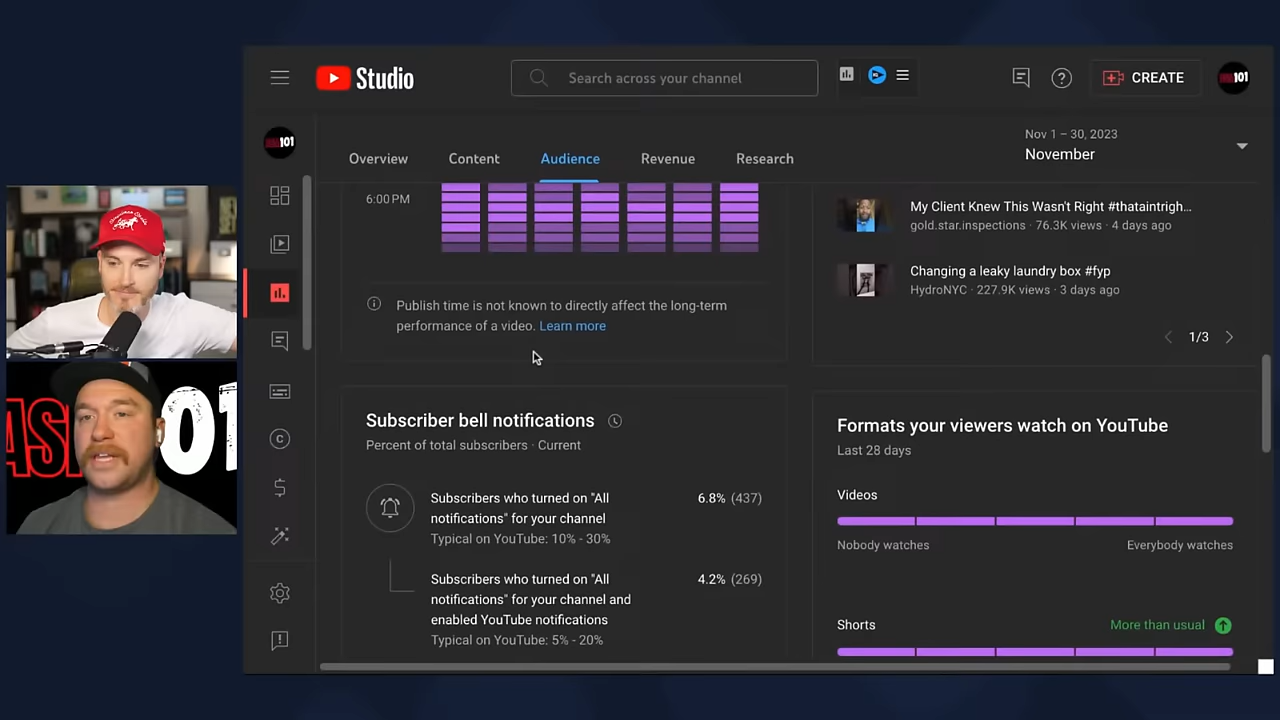 Studio
Search across your channel
CREATE
101
101
Overview
Content
Audience
Revenue
Research
Nov 1 – 30, 2023
November
6:00 PM
Publish time is not known to directly affect the long-term
performance of a video. Learn more
My Client Knew This Wasn't Right #thataintrigh...
gold.star.inspections · 76.3K views · 4 days ago
Changing a leaky laundry box #fyp
HydroNYC · 227.9K views · 3 days ago
1/3
Subscriber bell notifications
Percent of total subscribers · Current
Subscribers who turned on "All
notifications" for your channel
Typical on YouTube: 10% - 30%
6.8% (437)
Subscribers who turned on "All
notifications" for your channel and
enabled YouTube notifications
Typical on YouTube: 5% - 20%
4.2% (269)
Formats your viewers watch on YouTube
Last 28 days
Videos
Nobody watches
Everybody watches
Shorts
More than usual